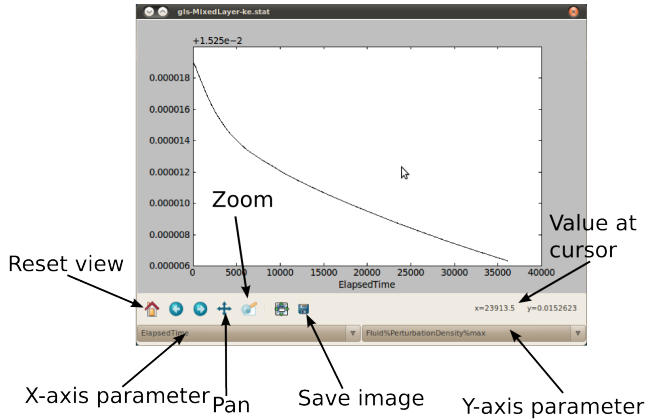 gls-MixedLayer-ke.stat
+1.525e−2
0.000018
0.000016
0.000014
0.000012
0.000010
0.000008
0.000006
0 5000 10000 15000 20000 25000 30000 35000 40000
ElapsedTime
Zoom
Value at
cursor
Reset view
x=23913.5 y=0.0152623
ElapsedTime
Fluid%PerturbationDensity%max
X-axis parameter
Pan
Save image
Y-axis parameter